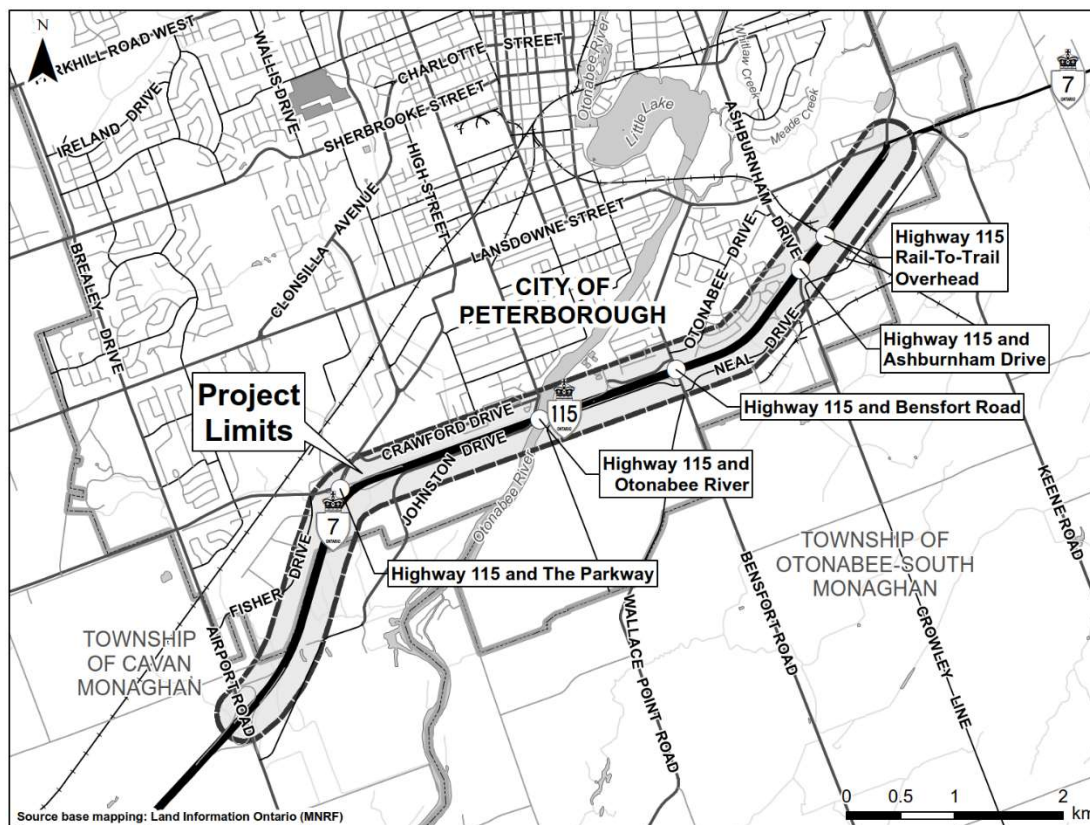 N
PARKHILL ROAD WEST
WALLIS DRIVE
CHARLOTTE STREET
Otonabee River
Whitlaw Creek
7
ONTARIO
IRELAND DRIVE
SHERBROOKE STREET
Little Lake
ASHBURNHAM DRIVE
Meade Creek
HIGH STREET
CLONSILLA AVENUE
LANSDOWNE STREET
BREALEY DRIVE
OTONABEE DRIVE
Highway 115
Rail-To-Trail
Overhead
CITY OF
PETERBOROUGH
NEAL DRIVE
Highway 115 and
Ashburnham Drive
Project
Limits
115
ONTARIO
Highway 115 and Bensfort Road
CRAWFORD DRIVE
JOHNSTON DRIVE
Highway 115 and
Otonabee River
Otonabee River
7
ONTARIO
KEENE ROAD
TOWNSHIP OF
OTONABEE-SOUTH
MONAGHAN
Highway 115 and The Parkway
FISHER DRIVE
BENSFORT ROAD
TOWNSHIP
OF CAVAN
MONAGHAN
AIRPORT ROAD
WALLACE POINT ROAD
CROWLEY LINE
0 0.5 1 2
km
Source base mapping: Land Information Ontario (MNRF)